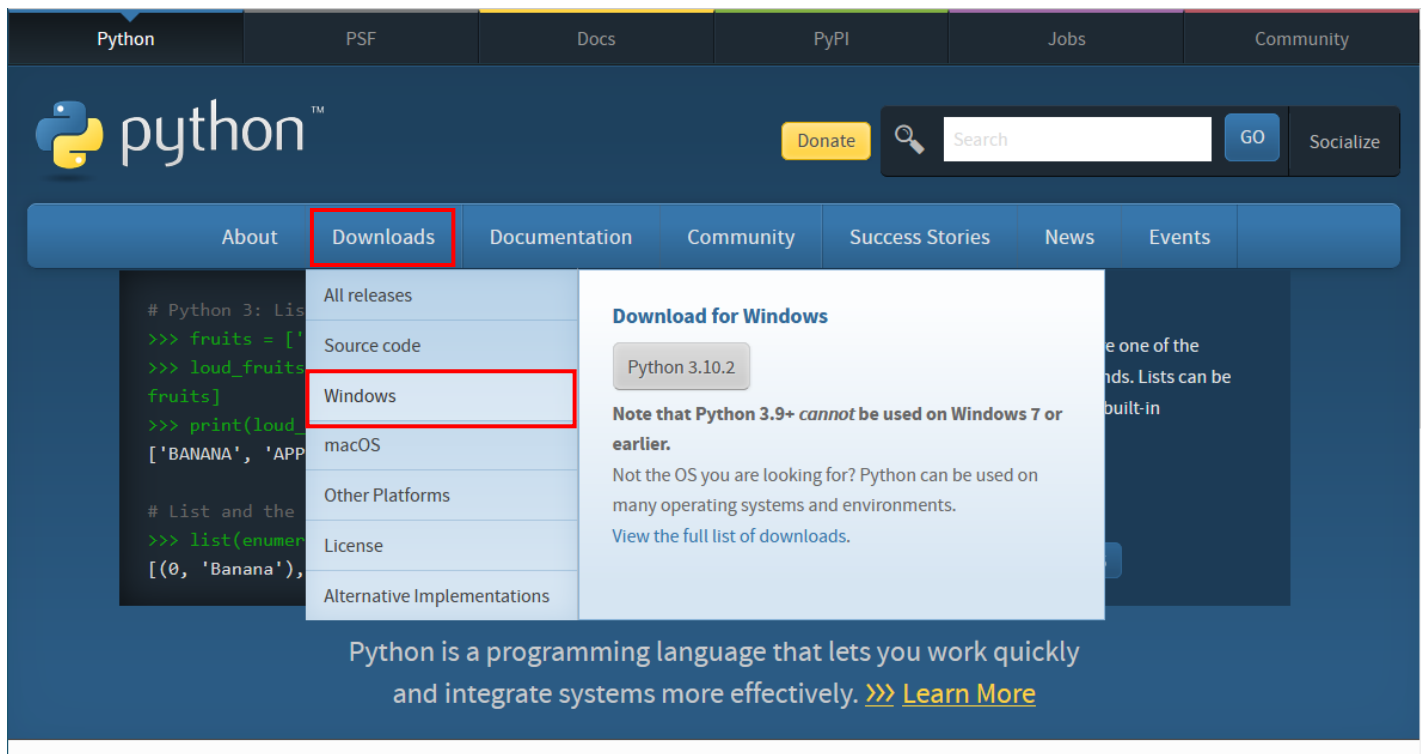 Python PSF Docs PyPI Jobs Community
python™
Donate Search GO Socialize
About Downloads Documentation Community Success Stories News Events
# Python 3: Lis
>>> fruits = ['
>>> loud_fruits
fruits]
>>> print(loud_
['BANANA', 'APP
# List and the
>>> list(enumer
[(0, 'Banana'),
All releases
Source code
Windows
macOS
Other Platforms
License
Alternative Implementations
Download for Windows
Python 3.10.2
Note that Python 3.9+ cannot be used on Windows 7 or
earlier.
Not the OS you are looking for? Python can be used on
many operating systems and environments.
View the full list of downloads.
e one of the
nds. Lists can be
built-in
Python is a programming language that lets you work quickly
and integrate systems more effectively. >>> Learn More